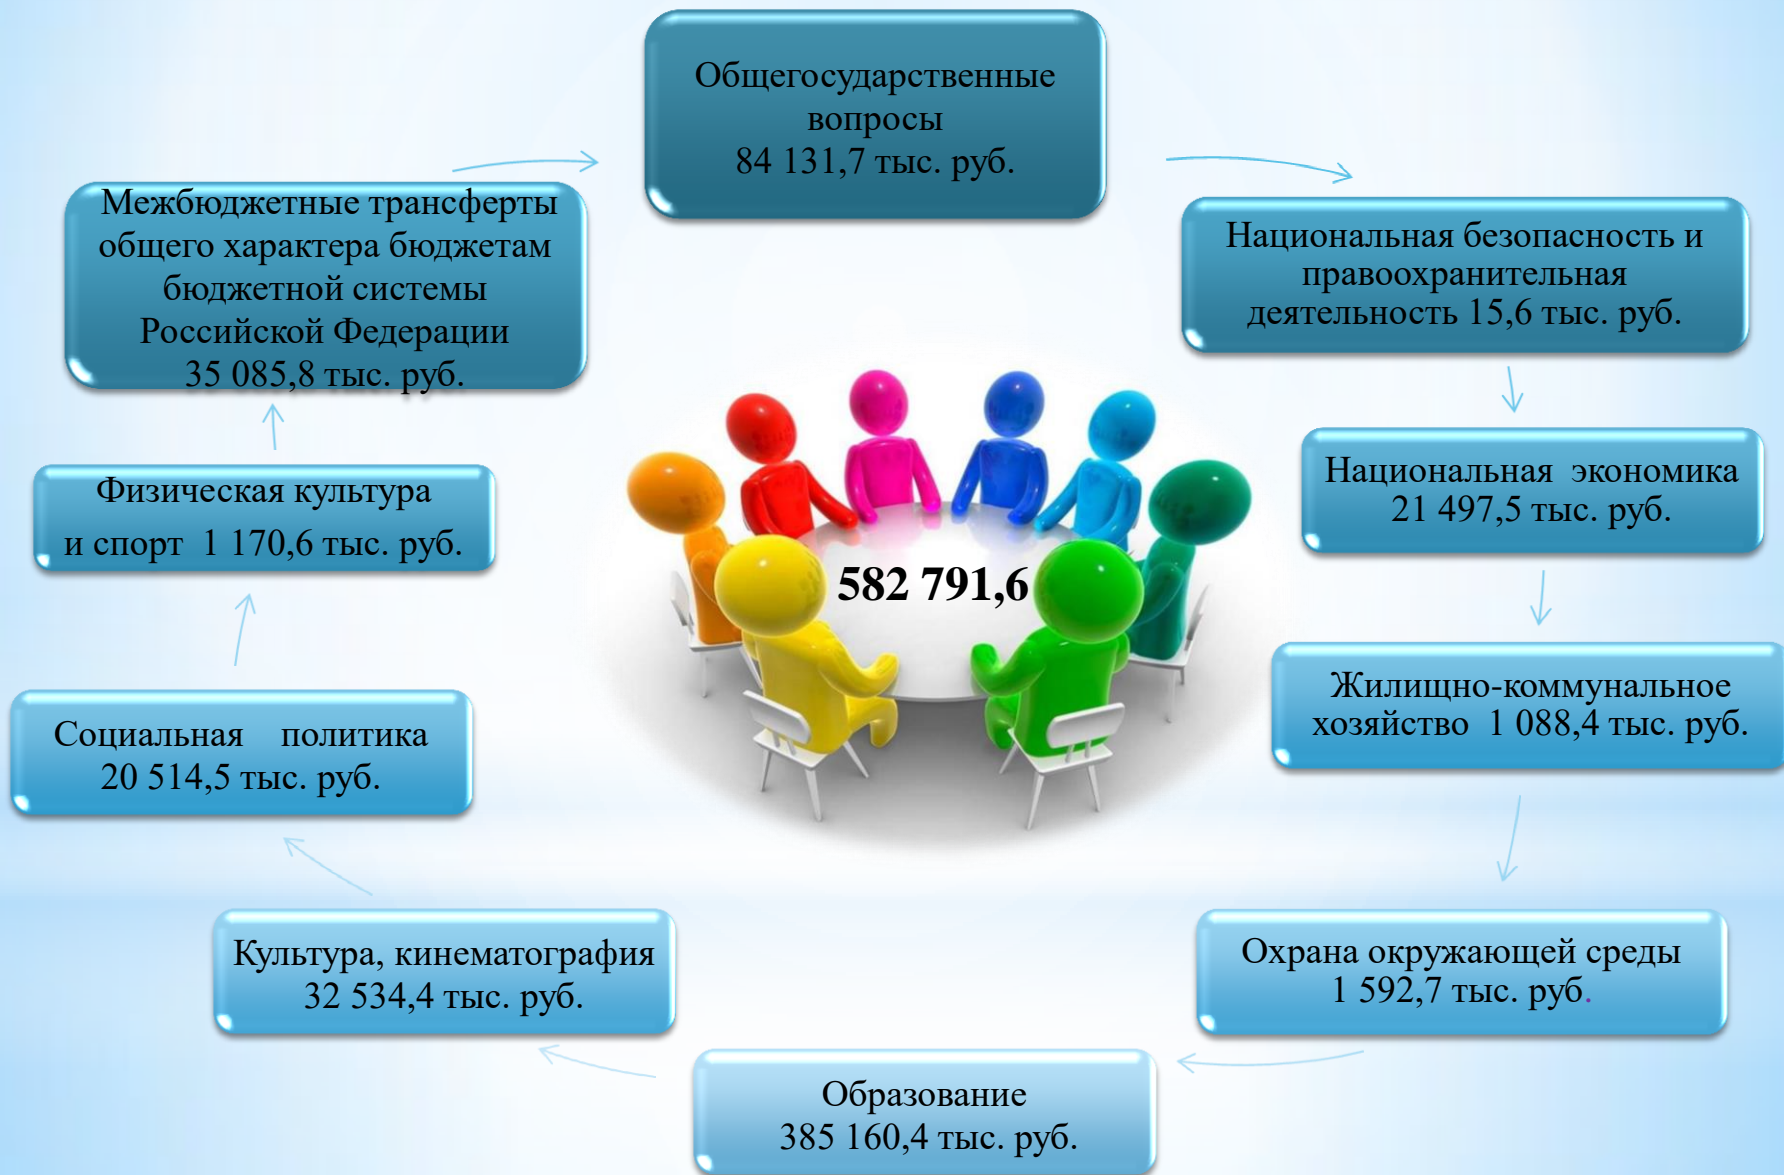 Общегосударственные
вопросы
84 131,7 тыс. руб.
Национальная безопасность и
правоохранительная
деятельность 15,6 тыс. руб.
Национальная экономика
21 497,5 тыс. руб.
Жилищно-коммунальное
хозяйство 1 088,4 тыс. руб.
Охрана окружающей среды
1 592,7 тыс. руб.
Образование
385 160,4 тыс. руб.
Культура, кинематография
32 534,4 тыс. руб.
Социальная политика
20 514,5 тыс. руб.
Физическая культура
и спорт 1 170,6 тыс. руб.
Межбюджетные трансферты
общего характера бюджетам
бюджетной системы
Российской Федерации
35 085,8 тыс. руб.
582 791,6